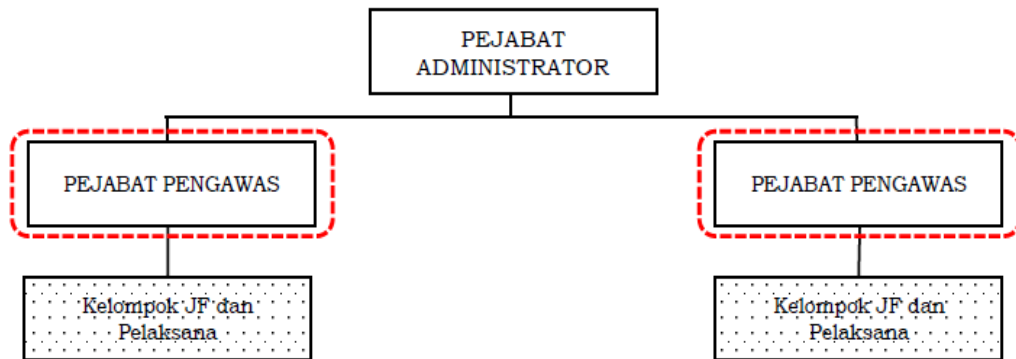 PEJABAT
ADMINISTRATOR
PEJABAT PENGAWAS
PEJABAT PENGAWAS
Kelompok JF dan
Pelaksana
Kelompok JF dan
Pelaksana